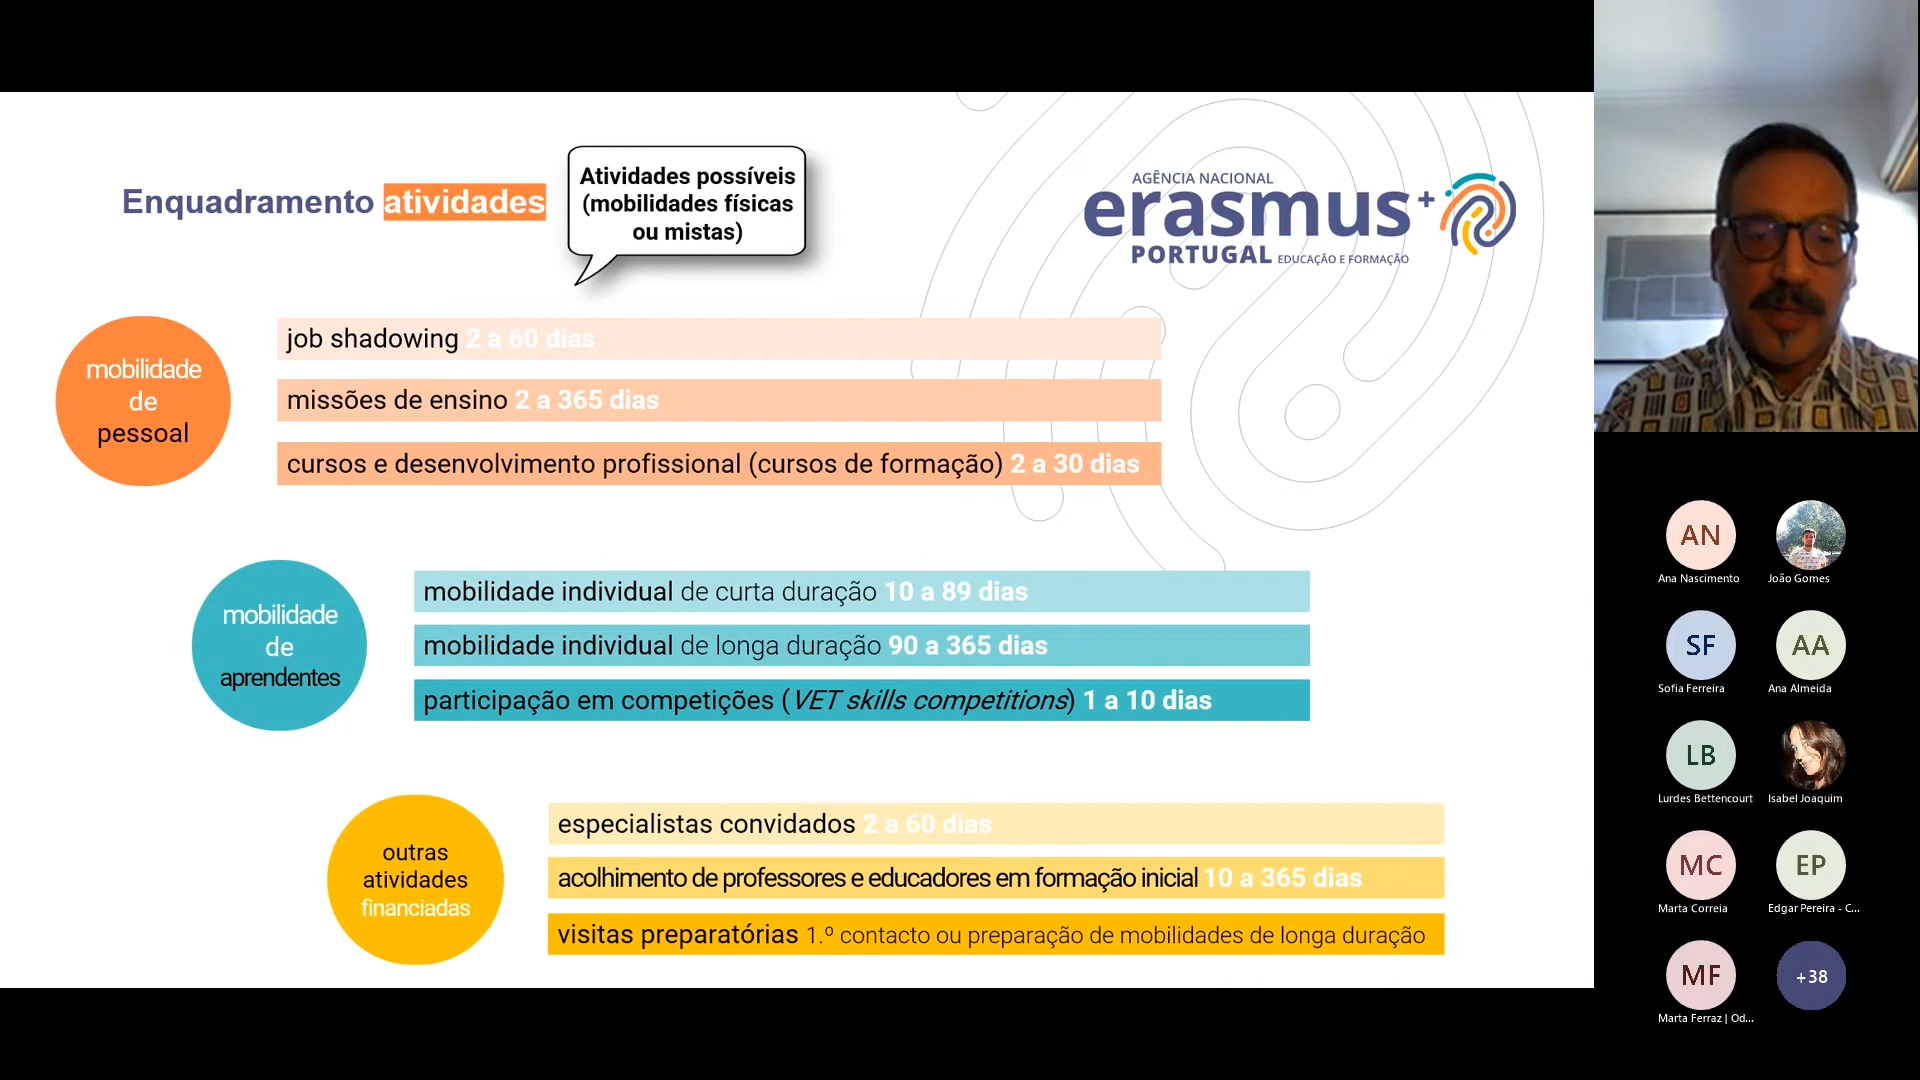 Enquadramento atividades
Atividades possíveis
(mobilidades físicas
ou mistas)
AGÊNCIA NACIONAL
erasmus+
PORTUGAL EDUCAÇÃO E FORMAÇÃO
mobilidade
de
pessoal
job shadowing 2 a 60 dias
missões de ensino 2 a 365 dias
cursos e desenvolvimento profissional (cursos de formação) 2 a 30 dias
mobilidade
de
aprendentes
mobilidade individual de curta duração 10 a 89 dias
mobilidade individual de longa duração 90 a 365 dias
participação em competições (VET skills competitions) 1 a 10 dias
outras
atividades
financiadas
especialistas convidados 2 a 60 dias
acolhimento de professores e educadores em formação inicial 10 a 365 dias
visitas preparatórias 1.º contacto ou preparação de mobilidades de longa duração
AN
Ana Nascimento
João Gomes
SF
Sofia Ferreira
AA
Ana Almeida
LB
Lurdes Bettencourt
Isabel Joaquim
MC
Marta Correia
EP
Edgar Pereira - C...
MF
Marta Ferraz | Od...
+38